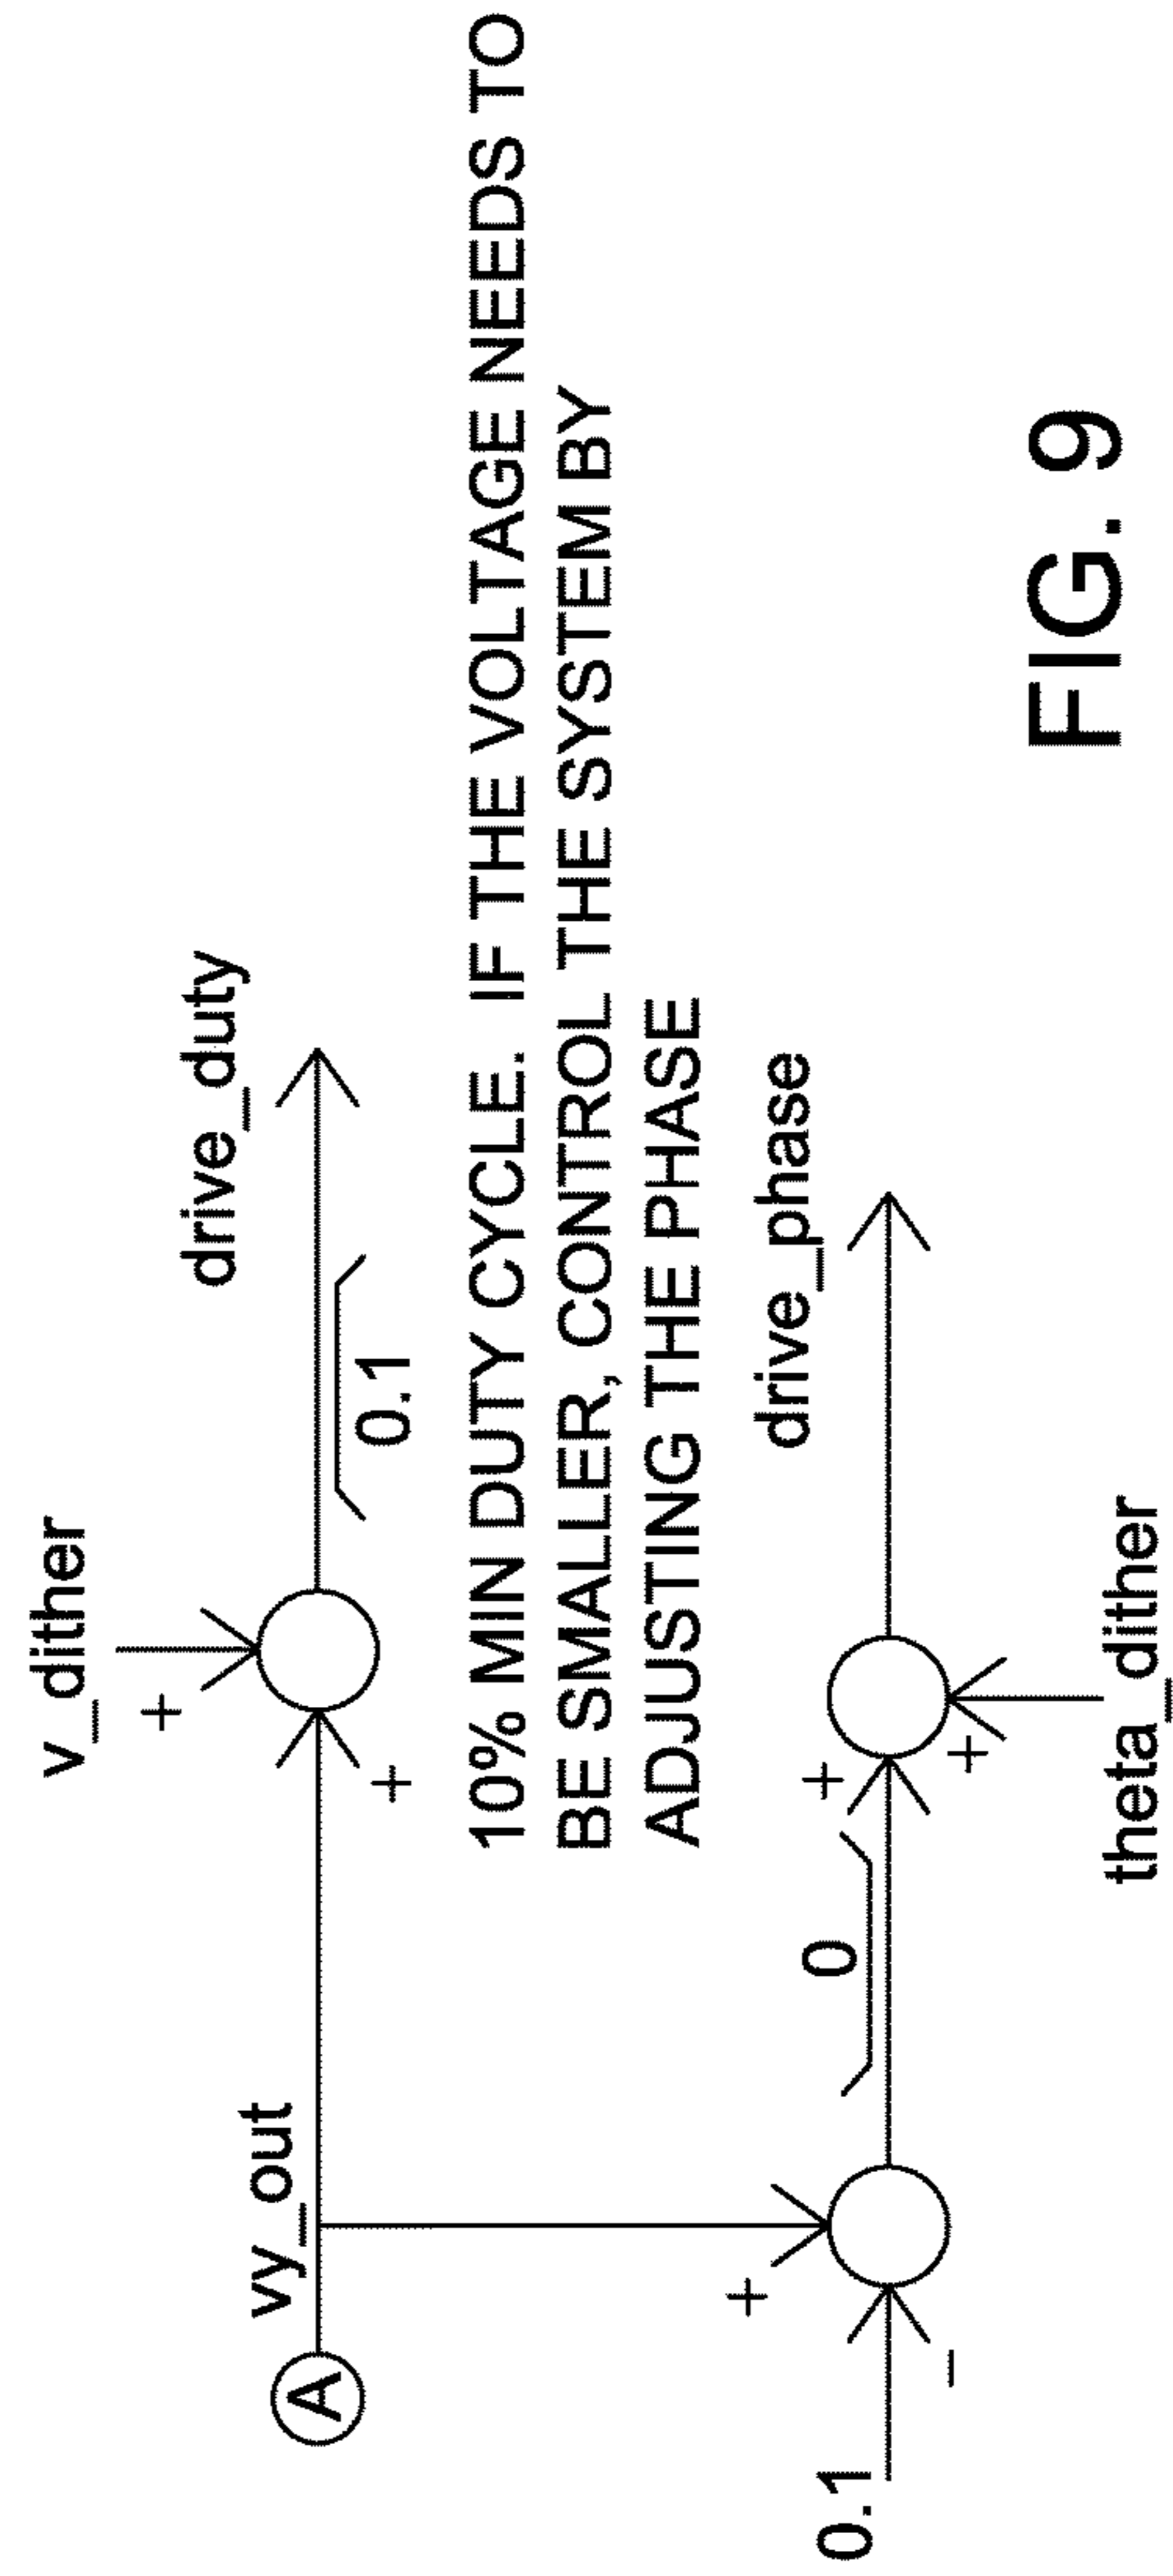 v_dither
+
+
drive_duty
0.1
A
vy_out
10% MIN DUTY CYCLE. IF THE VOLTAGE NEEDS TO
BE SMALLER, CONTROL THE SYSTEM BY
ADJUSTING THE PHASE
+
0.1
−
0
+
+
drive_phase
theta_dither
FIG. 9